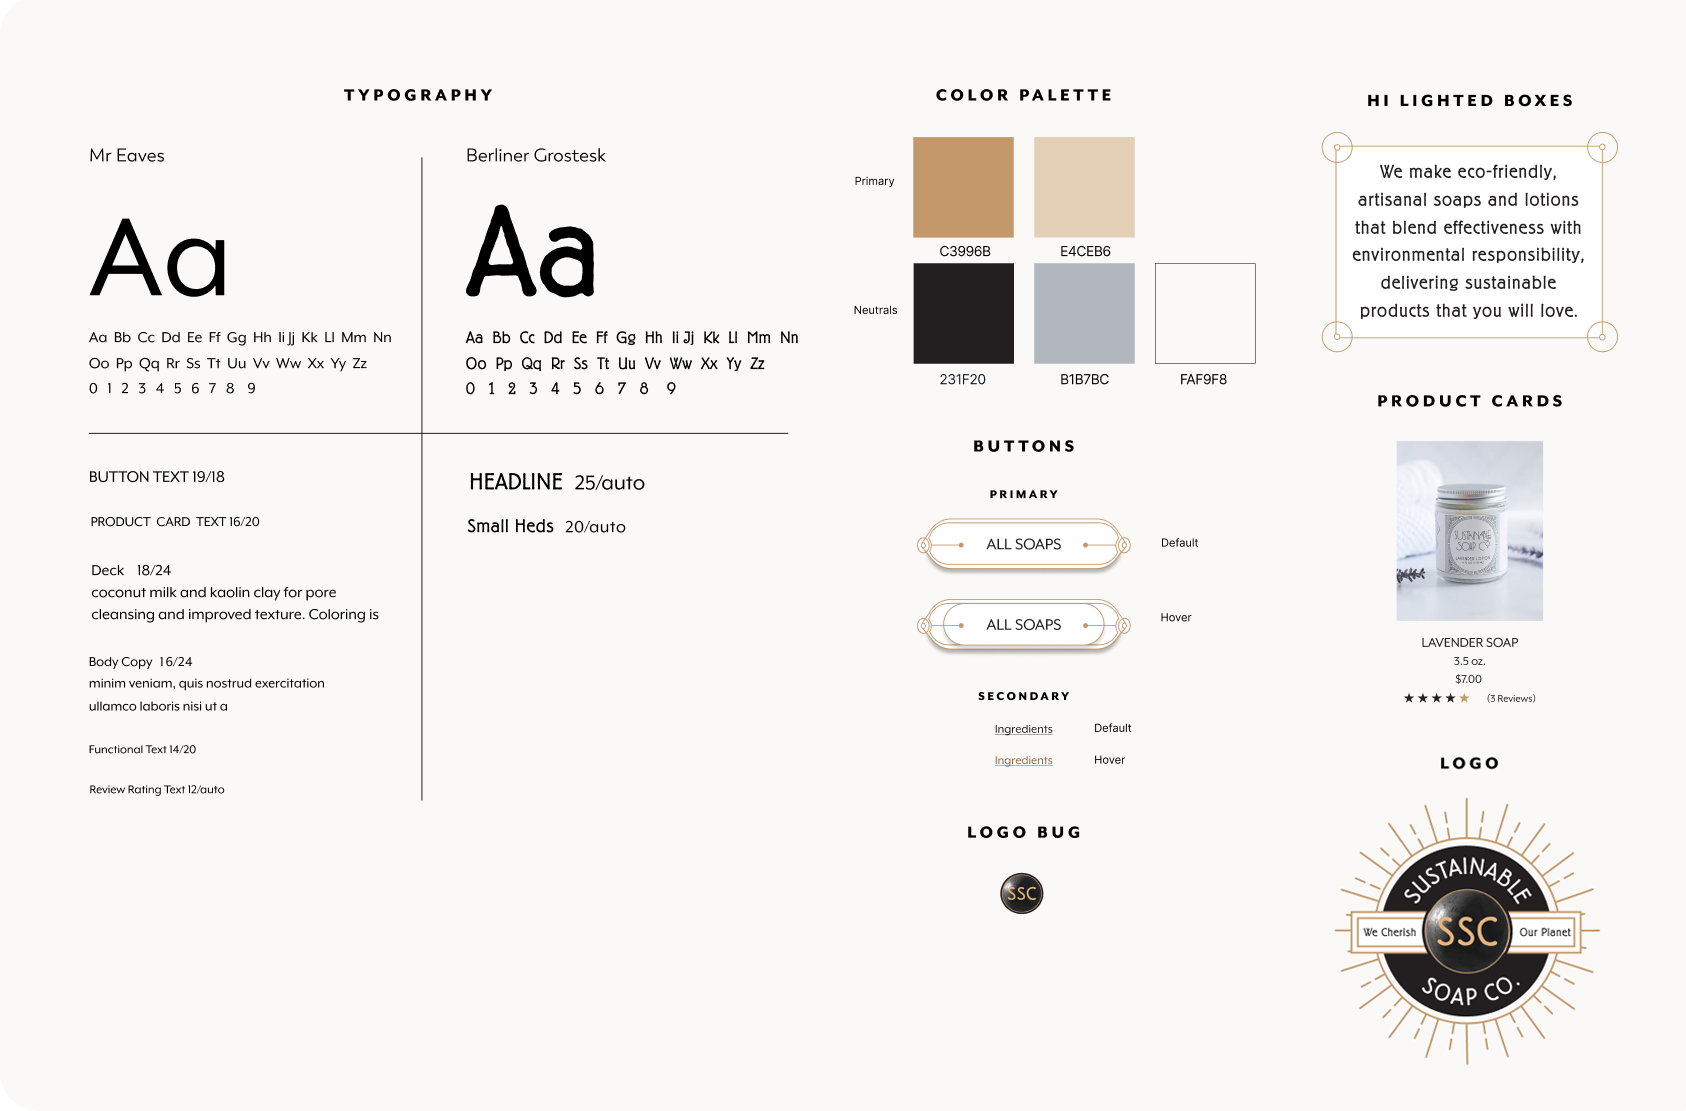 TYPOGRAPHY
Mr Eaves
Aa
Aa Bb Cc Dd Ee Ff Gg Hh Ii Jj Kk Ll Mm Nn
Oo Pp Qq Rr Ss Tt Uu Vv Ww Xx Yy Zz
0 1 2 3 4 5 6 7 8 9
Berliner Grostesk
Aa
Aa Bb Cc Dd Ee Ff Gg Hh Ii Jj Kk Ll Mm Nn
Oo Pp Qq Rr Ss Tt Uu Vv Ww Xx Yy Zz
0 1 2 3 4 5 6 7 8 9
BUTTON TEXT 19/18
PRODUCT CARD TEXT 16/20
Deck 18/24
coconut milk and kaolin clay for pore
cleansing and improved texture. Coloring is
Body Copy 16/24
minim veniam, quis nostrud exercitation
ullamco laboris nisi ut a
Functional Text 14/20
Review Rating Text 12/auto
HEADLINE 25/auto
Small Heds 20/auto
COLOR PALETTE
Primary
C3996B
E4CEB6
Neutrals
231F20
B1B7BC
FAF9F8
BUTTONS
PRIMARY
ALL SOAPS
Default
ALL SOAPS
Hover
SECONDARY
Ingredients
Default
Ingredients
Hover
LOGO BUG
SSC
HI LIGHTED BOXES
We make eco-friendly,
artisanal soaps and lotions
that blend effectiveness with
environmental responsibility,
delivering sustainable
products that you will love.
PRODUCT CARDS
SUSTAINABLE
SOAP CO
LAVENDER LOTION
LAVENDER SOAP
3.5 oz.
$7.00
(3 Reviews)
LOGO
SUSTAINABLE
We Cherish
SSC
Our Planet
SOAP CO.